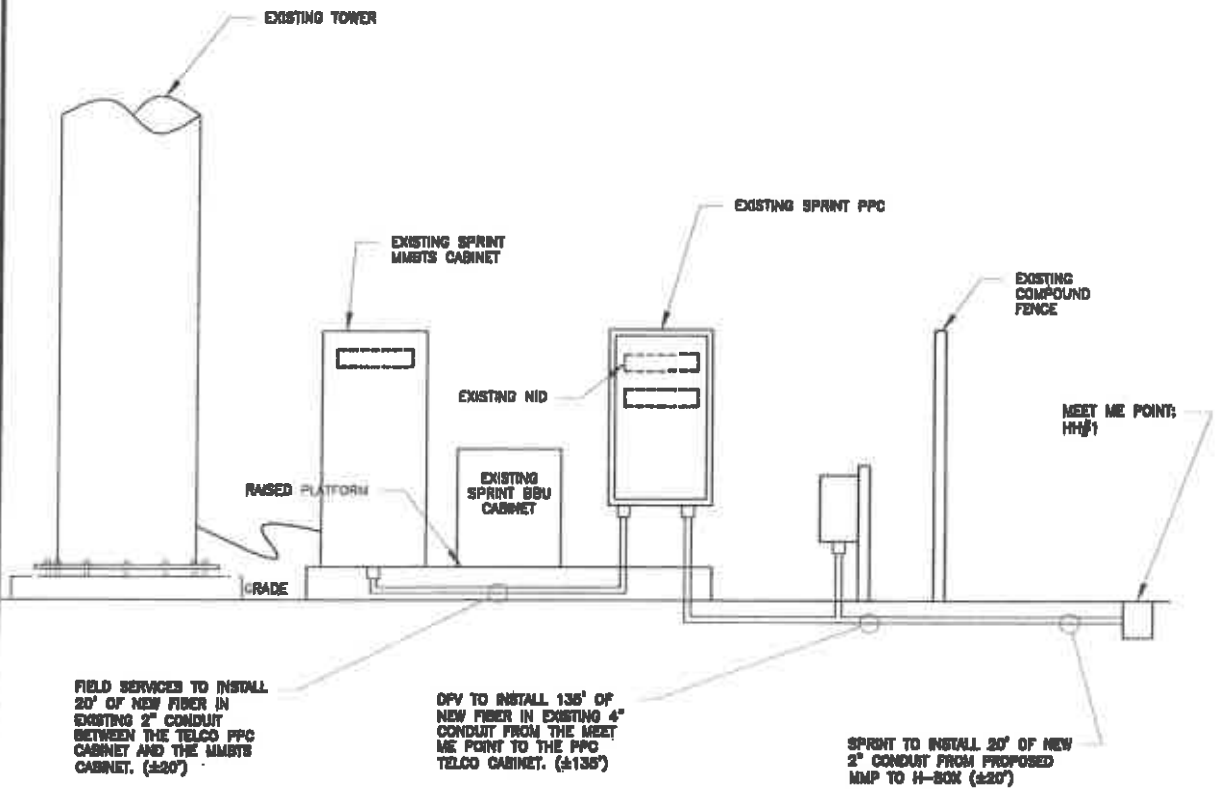 EXISTING TOWER
EXISTING SPRINT PPC
EXISTING SPRINT
MMBTS CABINET
EXISTING
COMPOUND
FENCE
EXISTING NID
MEET ME POINT:
HH#1
RAISED PLATFORM
EXISTING
SPRINT BBU
CABINET
GRADE
FIELD SERVICES TO INSTALL
20' OF NEW FIBER IN
EXISTING 2" CONDUIT
BETWEEN THE TELCO PPC
CABINET AND THE MMBTS
CABINET. (±20')
TO INSTALL 135' OF
NEW FIBER IN EXISTING 4"
CONDUIT FROM THE MEET
ME POINT TO THE PPC
TELCO CABINET. (±135')
SPRINT TO INSTALL 20' OF NEW
2" CONDUIT FROM PROPOSED
MMP TO H-BOX (±20')